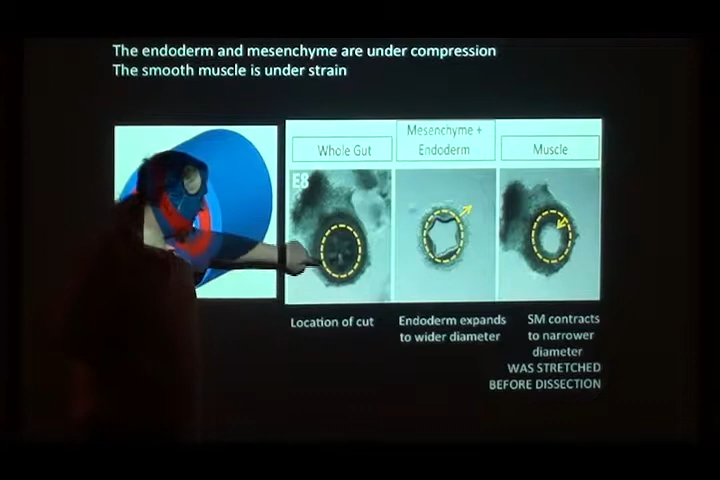 The endoderm and mesenchyme are under compression
The smooth muscle is under strain
Whole Gut
Mesenchyme +
Endoderm
Muscle
E8
Location of cut
Endoderm expands
to wider diameter
SM contracts
to narrower
diameter
WAS STRETCHED
BEFORE DISSECTION